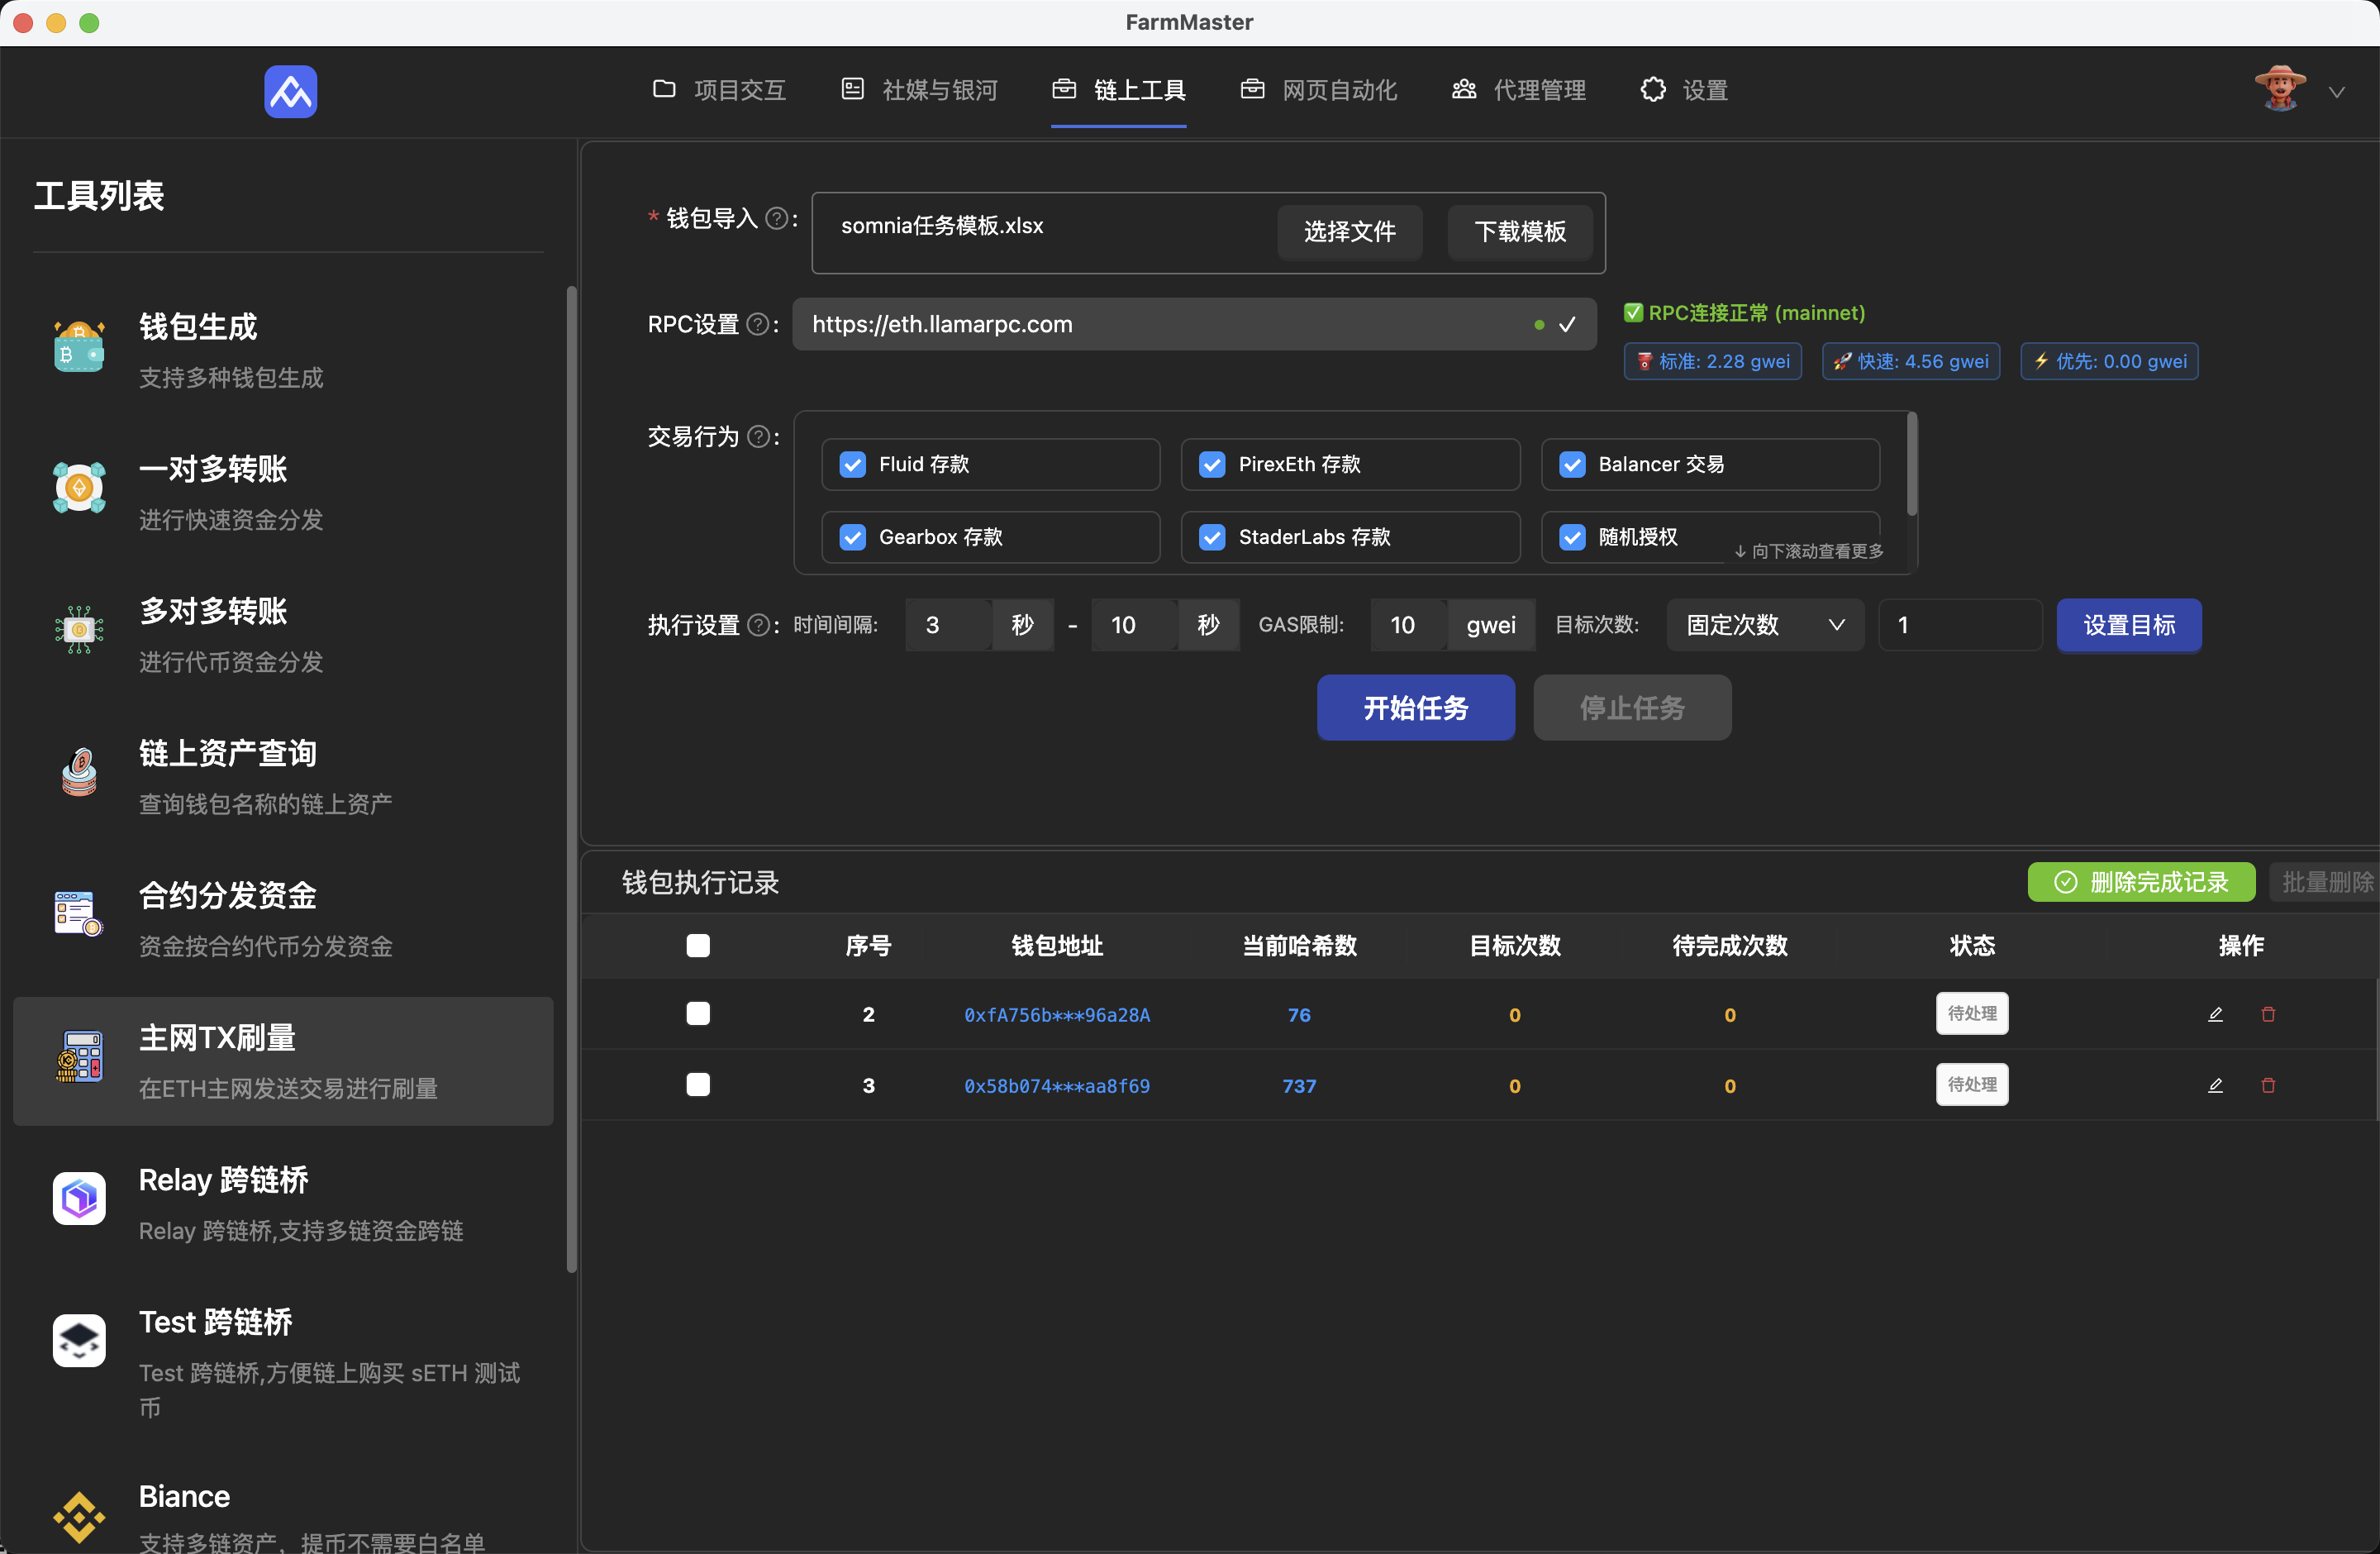 FarmMaster
项目交互
社媒与银河
链上工具
网页自动化
代理管理
设置
工具列表
钱包生成
支持多种钱包生成
一对多转账
进行快速资金分发
多对多转账
进行代币资金分发
链上资产查询
查询钱包名称的链上资产
合约分发资金
资金按合约代币分发资金
主网TX刷量
在ETH主网发送交易进行刷量
Relay 跨链桥
Relay 跨链桥,支持多链资金跨链
Test 跨链桥
Test 跨链桥,方便链上购买 sETH 测试
币
Biance
支持多链资产，提币不需要白名单
* 钱包导入 ? :
somnia任务模板.xlsx
选择文件
下载模板
RPC设置 ? :
https://eth.llamarpc.com
✅ RPC连接正常 (mainnet)
标准: 2.28 gwei
快速: 4.56 gwei
优先: 0.00 gwei
交易行为 ? :
Fluid 存款
PirexEth 存款
Balancer 交易
Gearbox 存款
StaderLabs 存款
随机授权
↓ 向下滚动查看更多
执行设置 ? : 时间间隔: 3 秒 - 10 秒 GAS限制: 10 gwei 目标次数: 固定次数 1 设置目标
开始任务
停止任务
钱包执行记录
删除完成记录
批量删除
序号 钱包地址 当前哈希数 目标次数 待完成次数 状态 操作
2 0xfA756b***96a28A 76 0 0 待处理
3 0x58b074***aa8f69 737 0 0 待处理